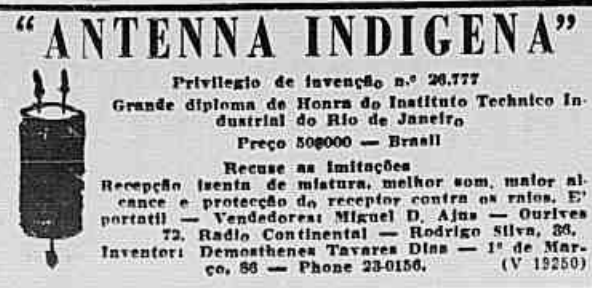 "ANTENNA INDIGENA"
Privilegio de invenção n.º 26.777
Grande diploma de Honra do Instituto Technico In-
dustrial do Rio de Janeiro
Preço 50$000 — Brasil
Recuse as imitações
Recepção isenta de mistura, melhor som, maior al-
cance e protecção do receptor contra os raios. E'
portatil — Vendedores: Miguel D. Ajus — Ourives
72. Radio Continental — Rodrigo Silva, 36.
Inventor: Demosthenes Tavares Dias — 1º de Mar-
ço, 86 — Phone 23-0156. (V 13250)